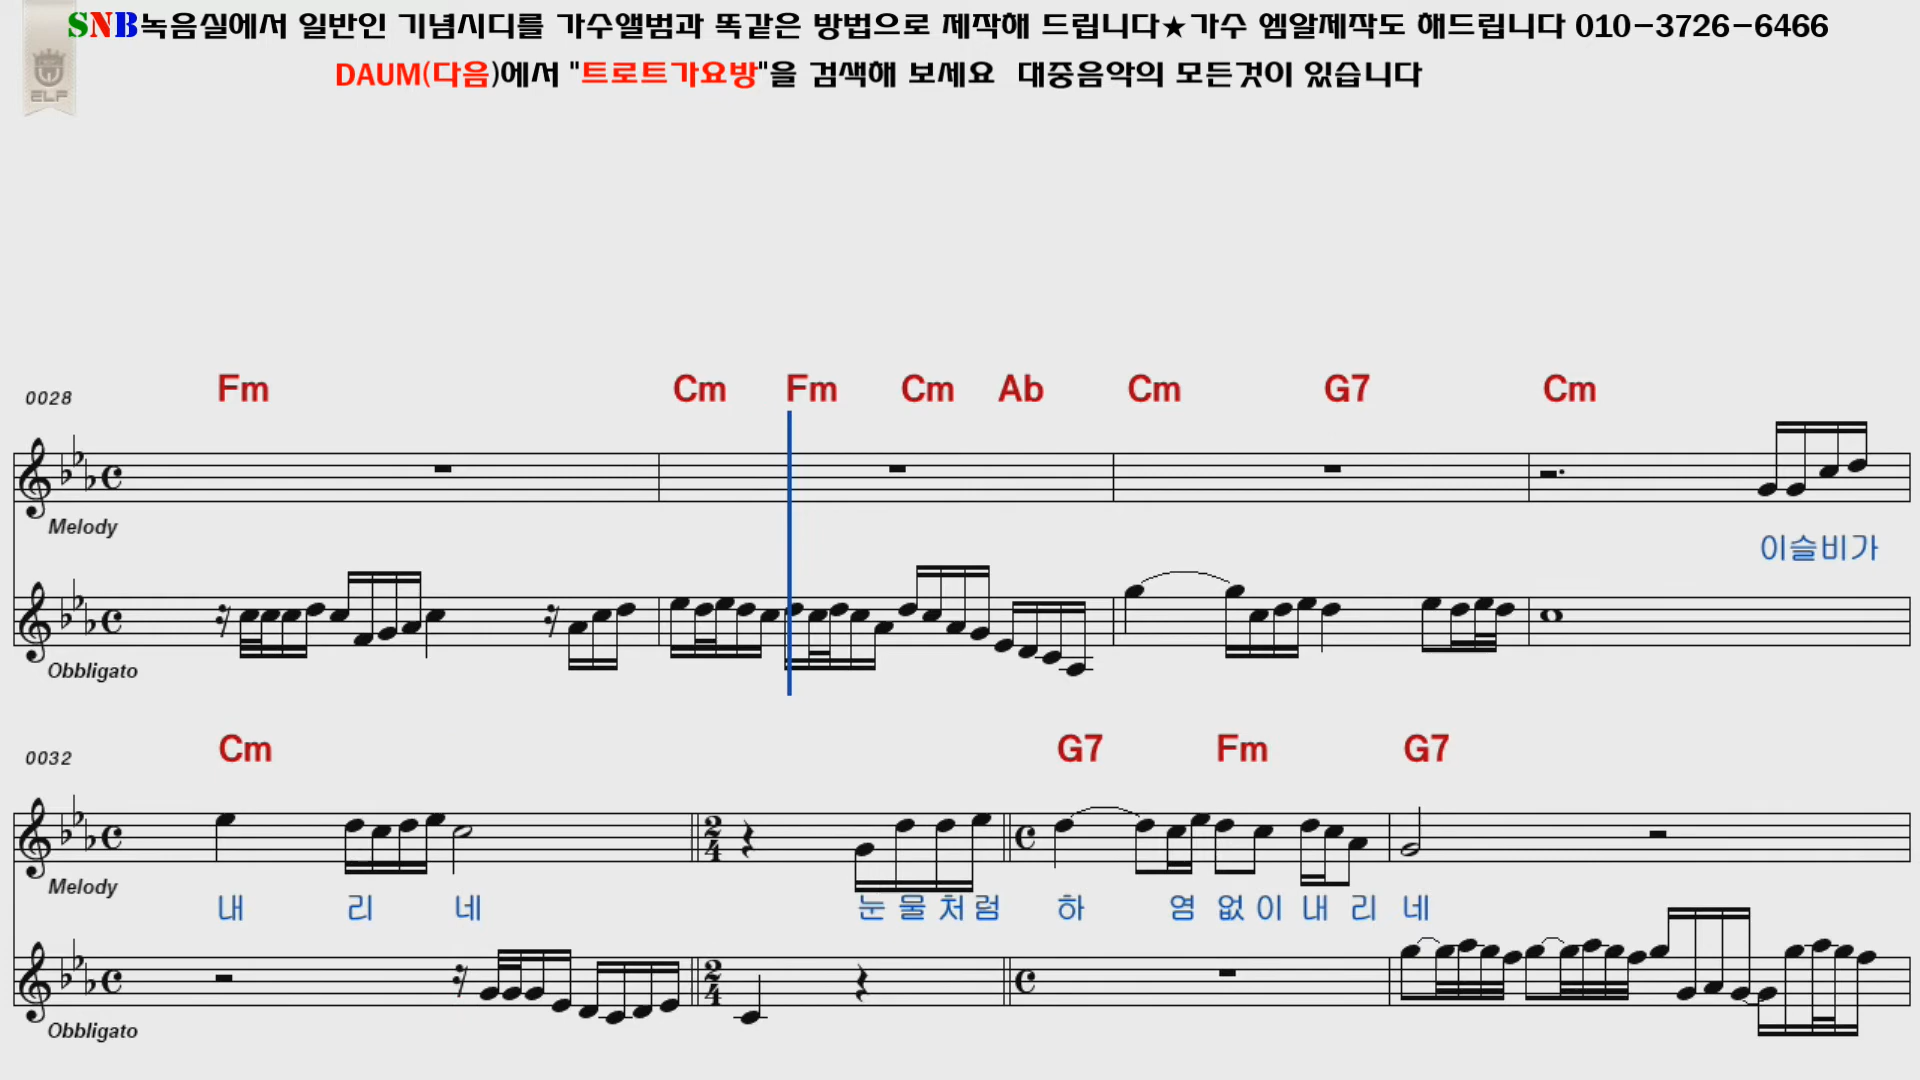 SNB녹음실에서 일반인 기념시디를 가수앨범과 똑같은 방법으로 제작해 드립니다★가수 엠알제작도 해드립니다 010-3726-6466
DAUM(다음)에서 "트로트가요방"을 검색해 보세요 대중음악의 모든것이 있습니다
ELF
0028 Fm Cm Fm Cm Ab Cm G7 Cm
Melody
이슬비가
Obbligato
0032 Cm G7 Fm G7
2 4
Melody
내 리 네 눈 물 처 럼 하 염 없 이 내 리 네
2 4
Obbligato